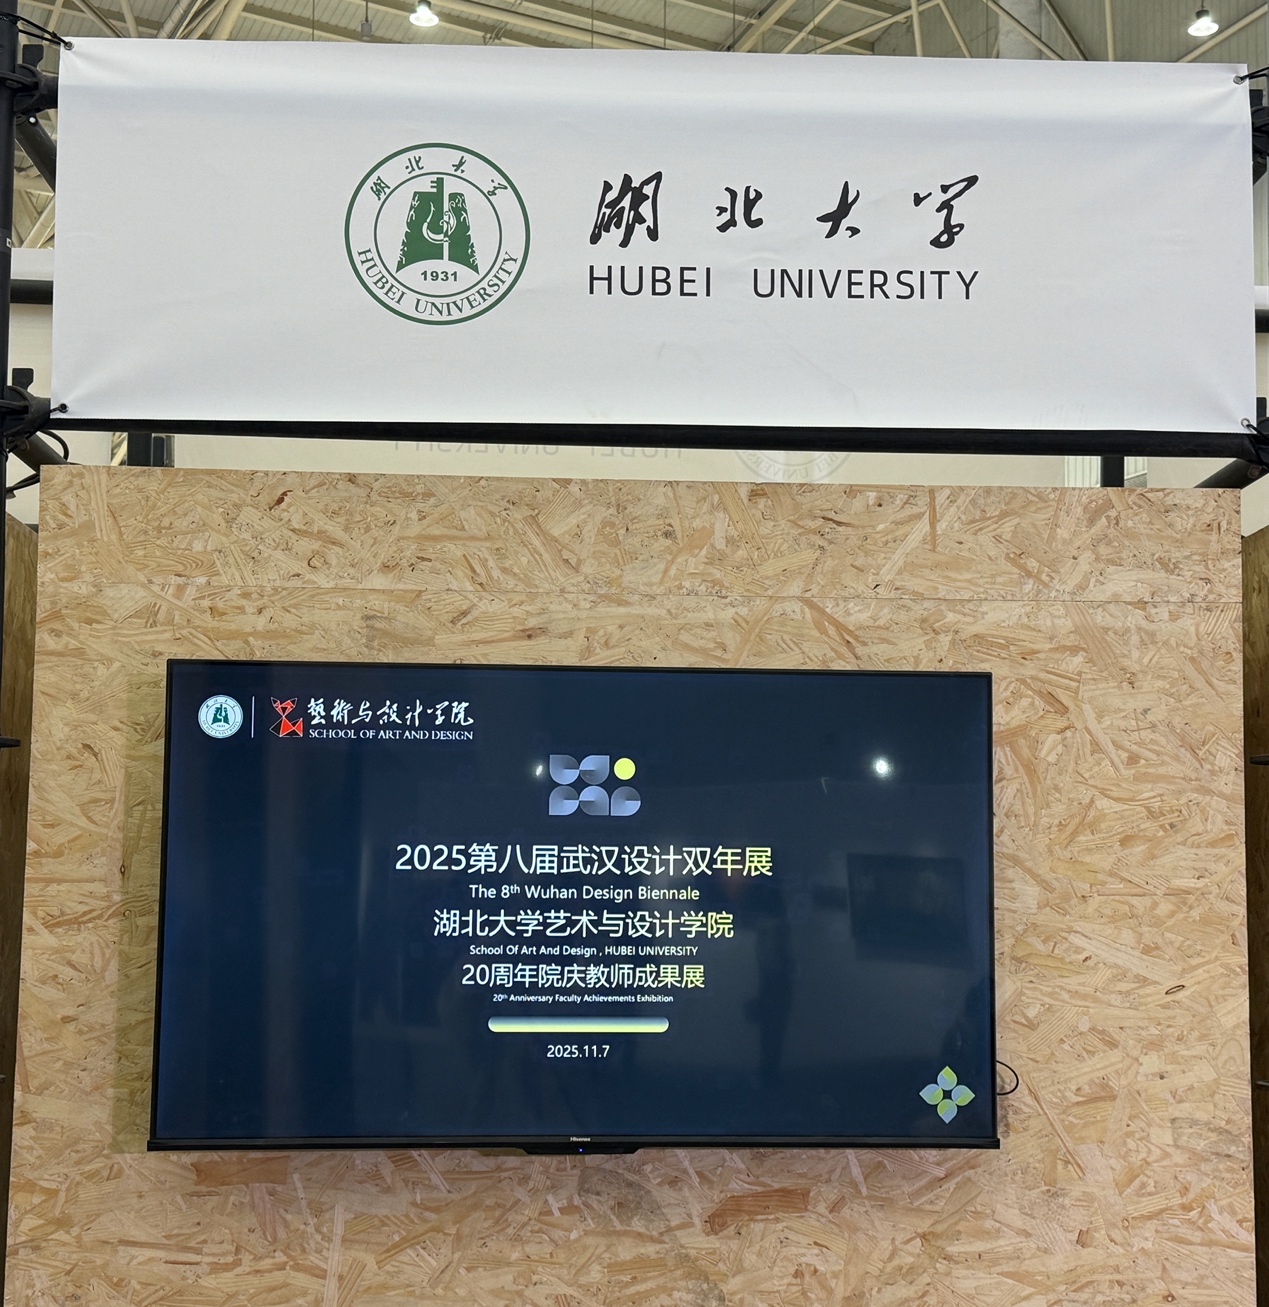 湖北大学
1931
HUBEI UNIVERSITY
湖北大学
HUBEI UNIVERSITY
HUBEI UNIVERSITY
藝術与設计学院
SCHOOL OF ART AND DESIGN
2025第八届武汉设计双年展
The 8th Wuhan Design Biennale
湖北大学艺术与设计学院
School Of Art And Design , HUBEI UNIVERSITY
20周年院庆教师成果展
20th Anniversary Faculty Achievements Exhibition
2025.11.7
Hisense